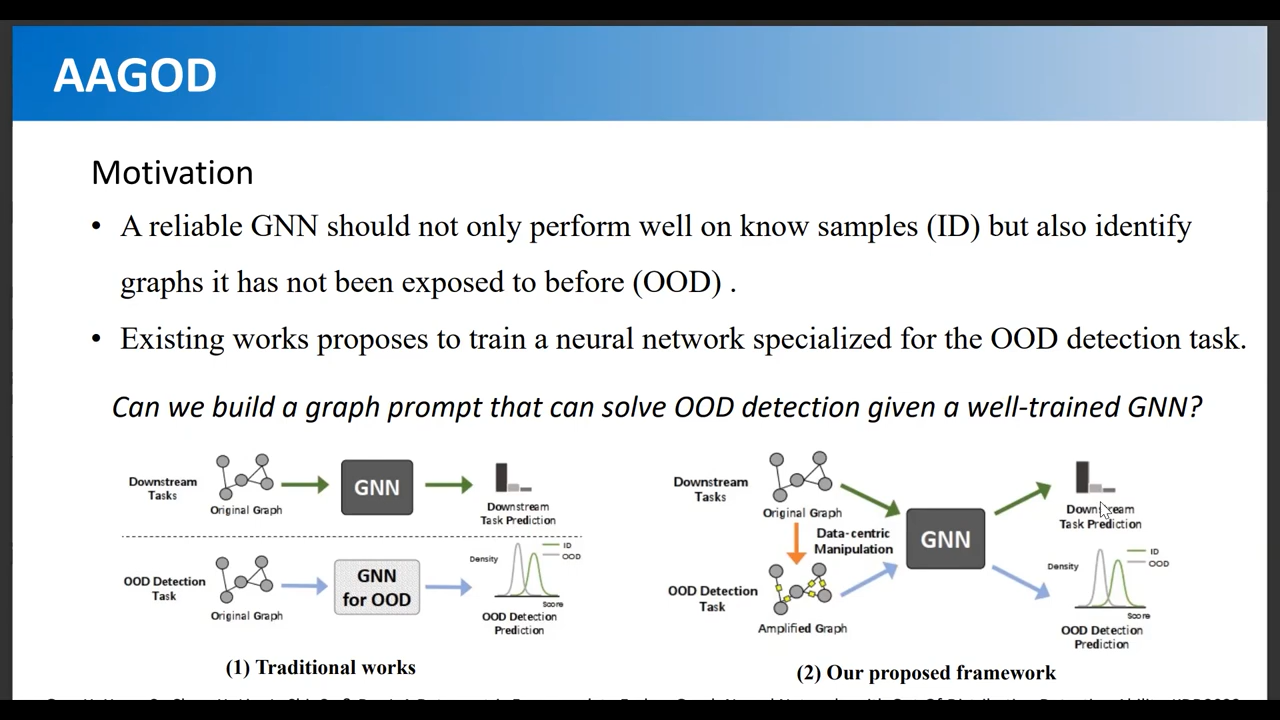 AAGOD
Motivation
• A reliable GNN should not only perform well on know samples (ID) but also identify
graphs it has not been exposed to before (OOD) .
• Existing works proposes to train a neural network specialized for the OOD detection task.
Can we build a graph prompt that can solve OOD detection given a well-trained GNN?
Downstream
Tasks
Original Graph
GNN
Downstream
Task Prediction
OOD Detection
Task
Original Graph
GNN
for OOD
Density
ID
OOD
Score
OOD Detection
Prediction
(1) Traditional works
Downstream
Tasks
Original Graph
Data-centric
Manipulation
GNN
Downstream
Task Prediction
OOD Detection
Task
Amplified Graph
Density
ID
OOD
Score
OOD Detection
Prediction
(2) Our proposed framework